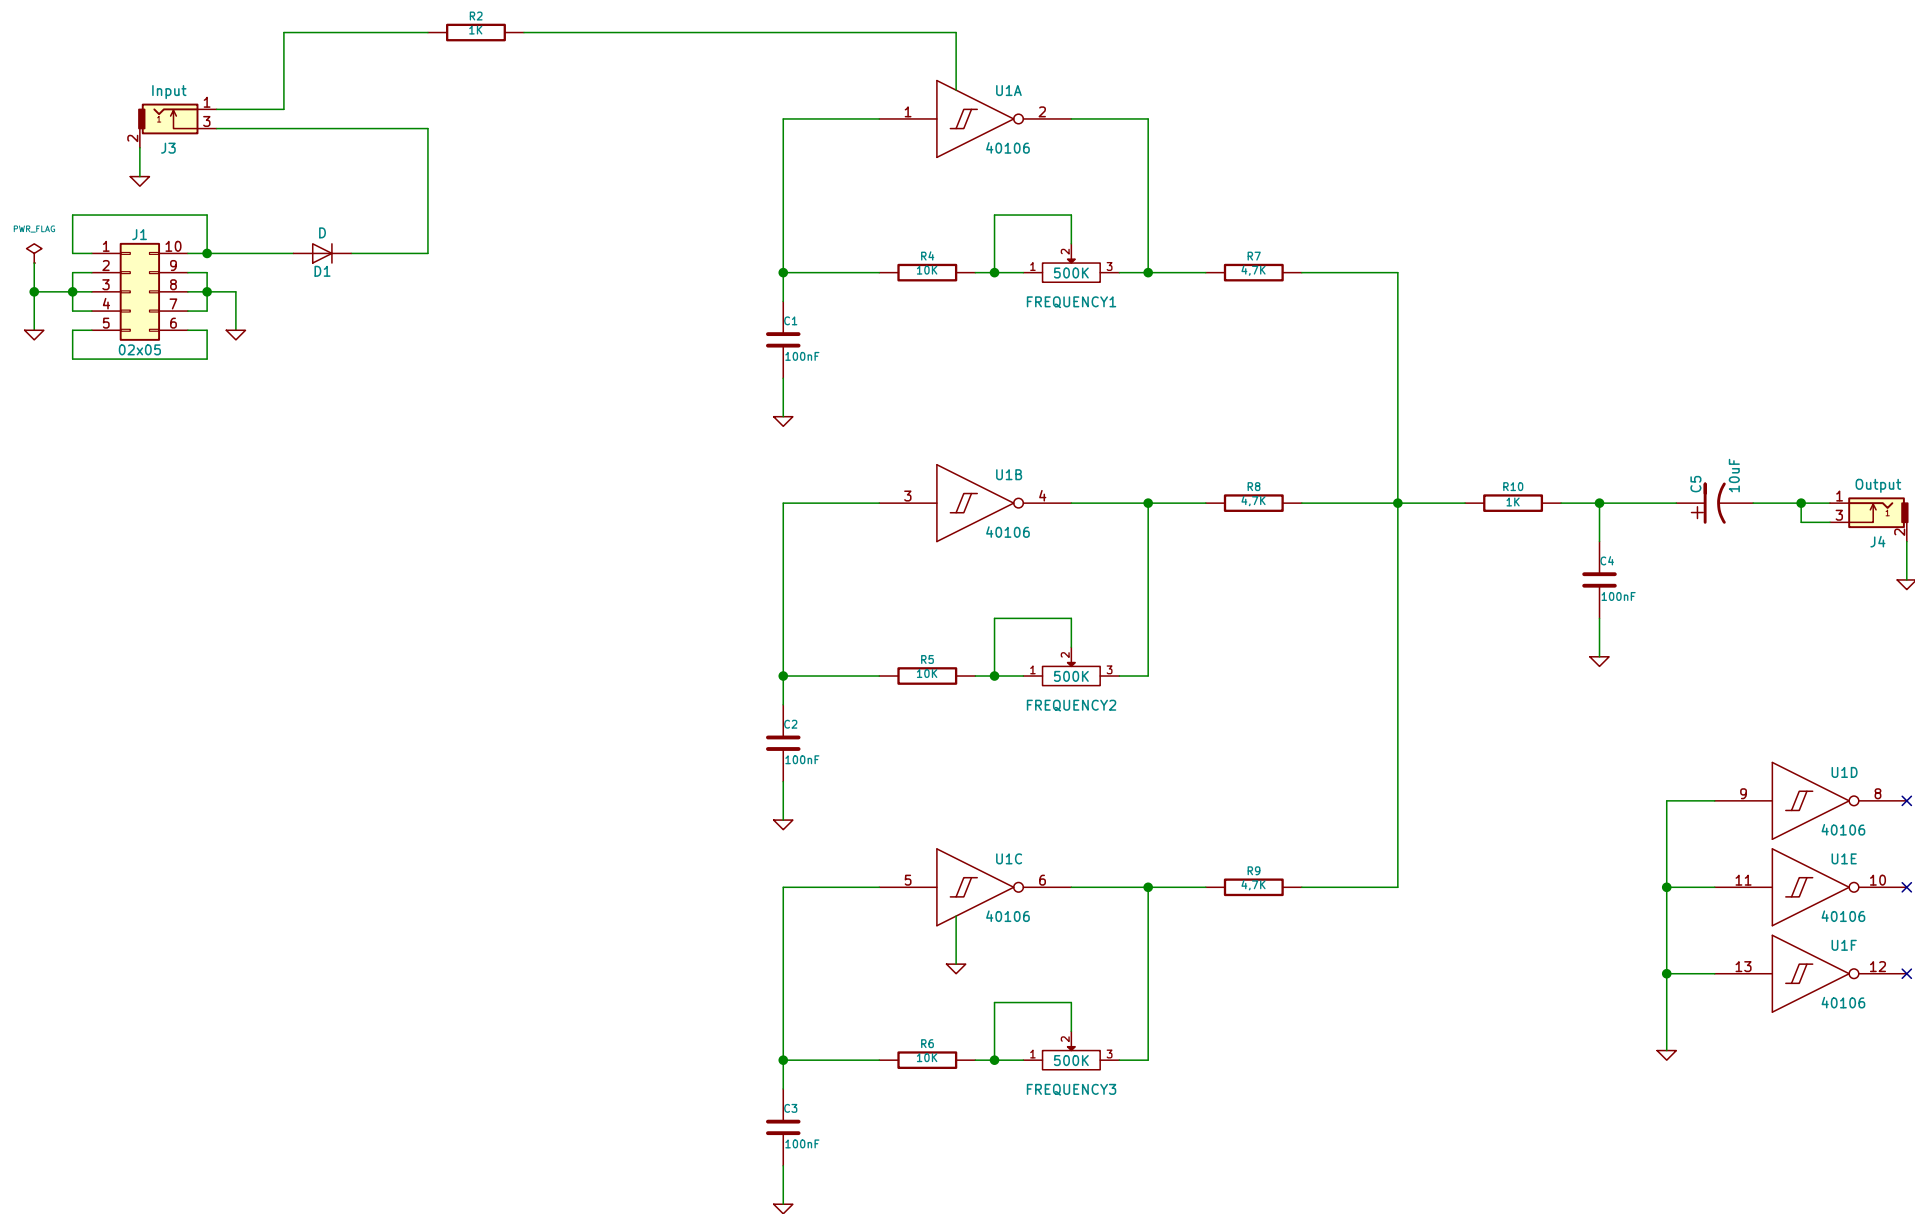 R2
1K
Input
1
1
3
2
J3
U1A
1
2
40106
PWR_FLAG
J1
1
10
2
9
3
8
4
7
5
6
02x05
D
D1
R4
10K
2
1
500K
3
FREQUENCY1
R7
4,7K
C1
100nF
U1B
3
4
40106
R8
4,7K
R10
1K
C5
10uF
Output
1
3
1
2
J4
C4
100nF
R5
10K
2
1
500K
3
FREQUENCY2
C2
100nF
U1D
9
8
40106
U1C
5
6
40106
R9
4,7K
U1E
11
10
40106
U1F
13
12
40106
R6
10K
2
1
500K
3
FREQUENCY3
C3
100nF